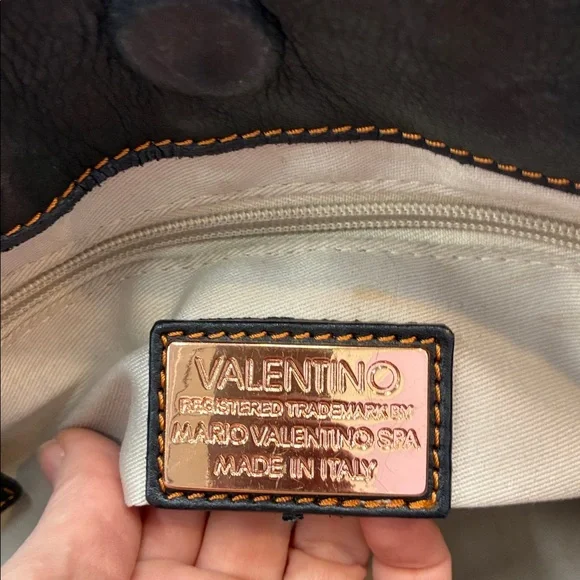 VALENTINO
REGISTERED TRADEMARK BY
MARIO VALENTINO SPA
MADE IN ITALY